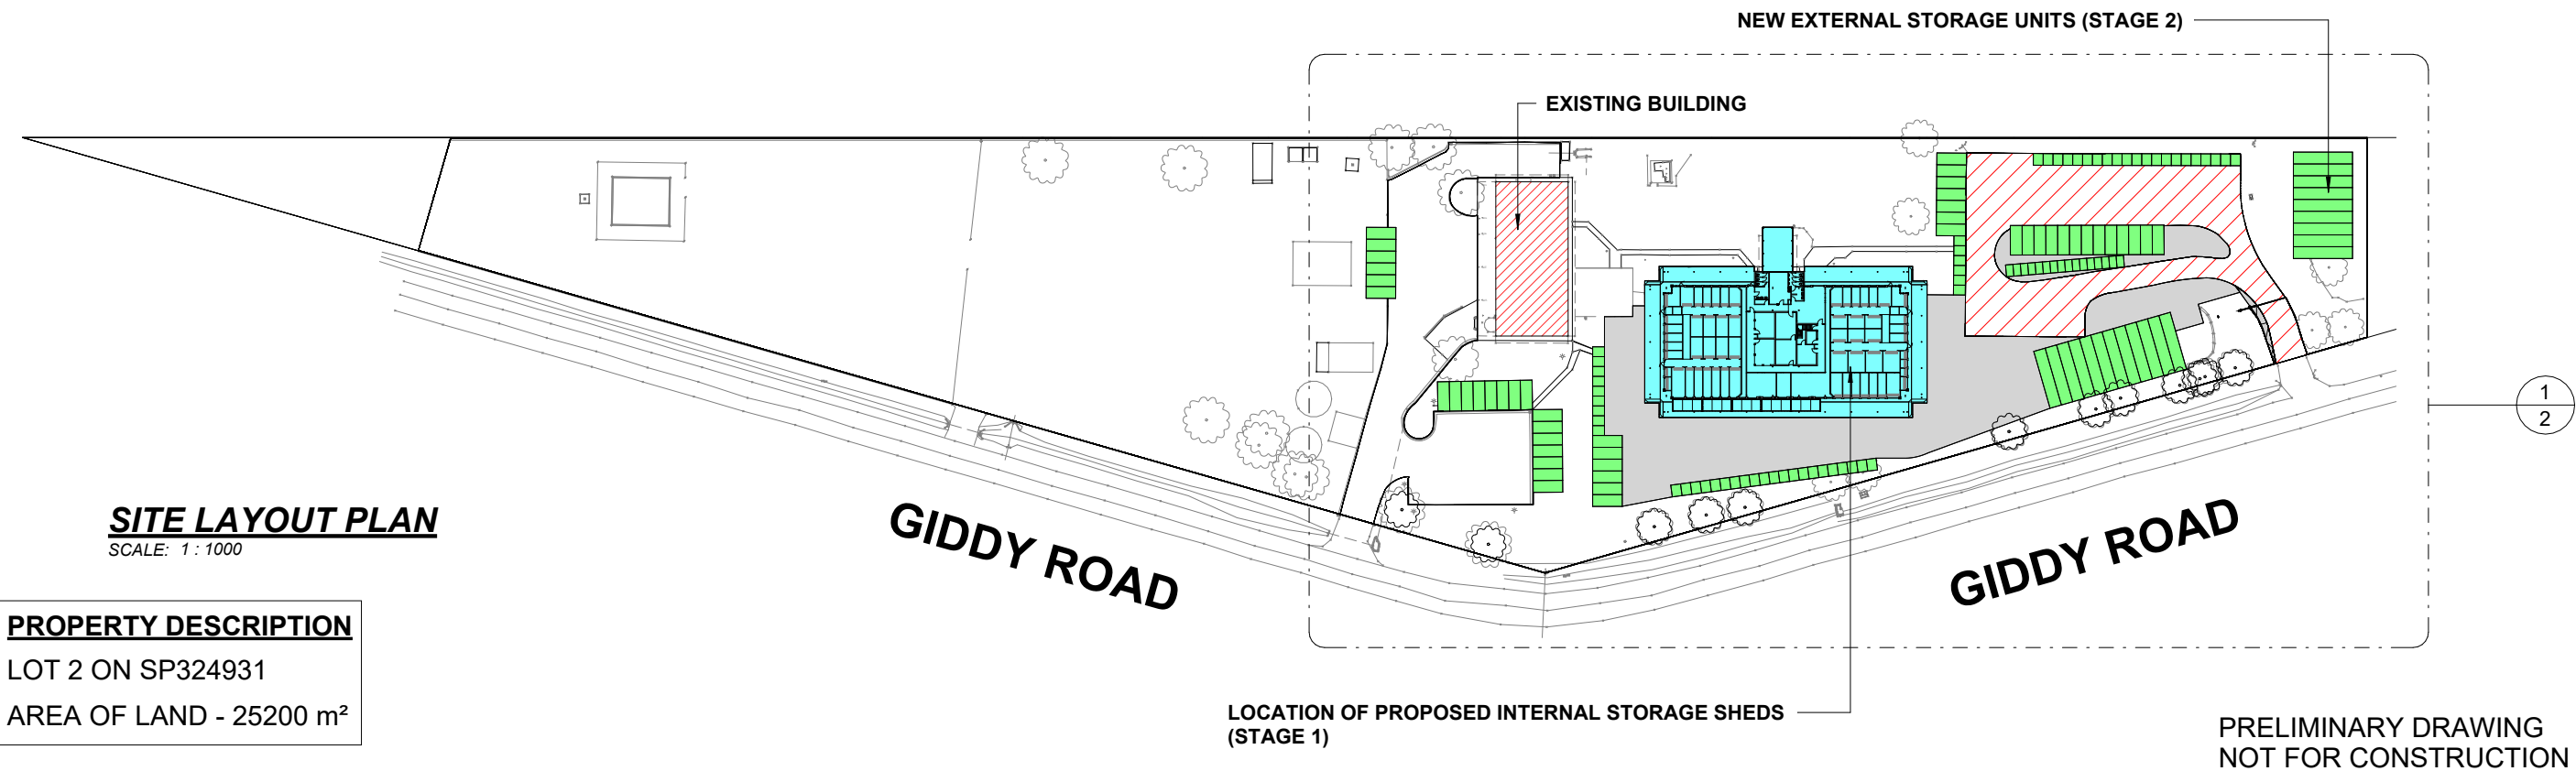 NEW EXTERNAL STORAGE UNITS (STAGE 2)
EXISTING BUILDING
1
2
SITE LAYOUT PLAN
SCALE: 1 : 1000
GIDDY ROAD
GIDDY ROAD
PROPERTY DESCRIPTION
LOT 2 ON SP324931
AREA OF LAND - 25200 m²
LOCATION OF PROPOSED INTERNAL STORAGE SHEDS
(STAGE 1)
PRELIMINARY DRAWING
NOT FOR CONSTRUCTION